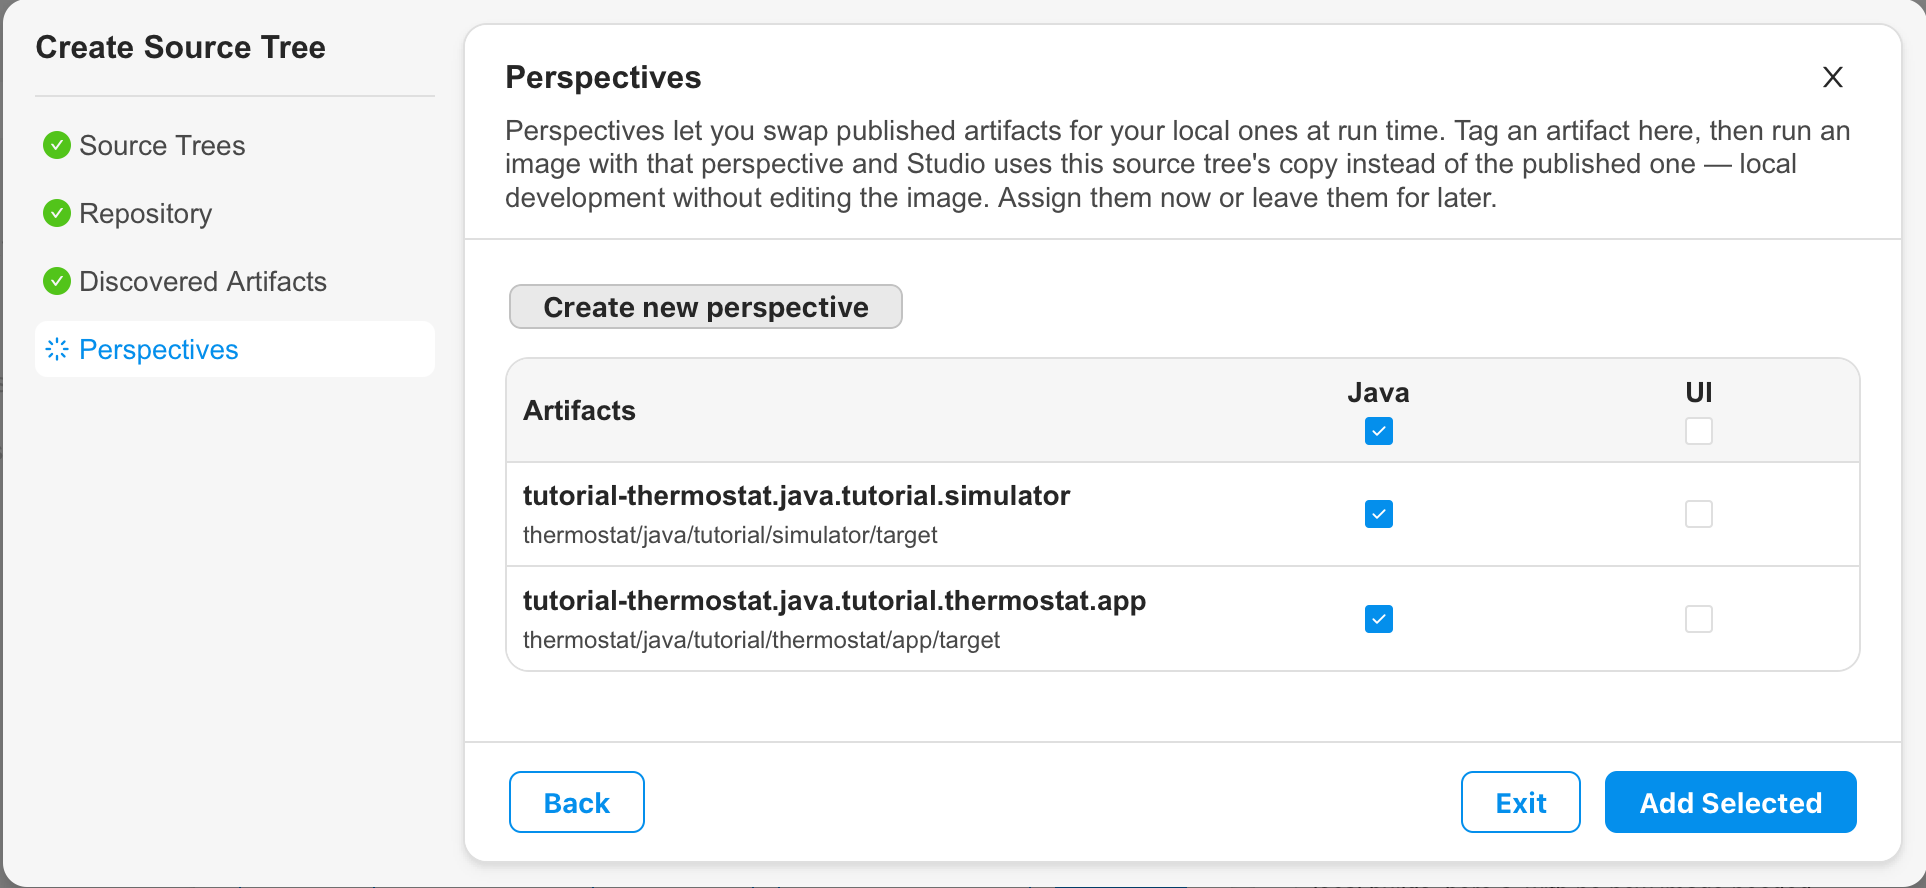 Create Source Tree
Source Trees
Repository
Discovered Artifacts
Perspectives
Perspectives
X
Perspectives let you swap published artifacts for your local ones at run time. Tag an artifact here, then run an
image with that perspective and Studio uses this source tree's copy instead of the published one — local
development without editing the image. Assign them now or leave them for later.
Create new perspective
Artifacts Java UI
tutorial-thermostat.java.tutorial.simulator
thermostat/java/tutorial/simulator/target
tutorial-thermostat.java.tutorial.thermostat.app
thermostat/java/tutorial/thermostat/app/target
Back Exit Add Selected